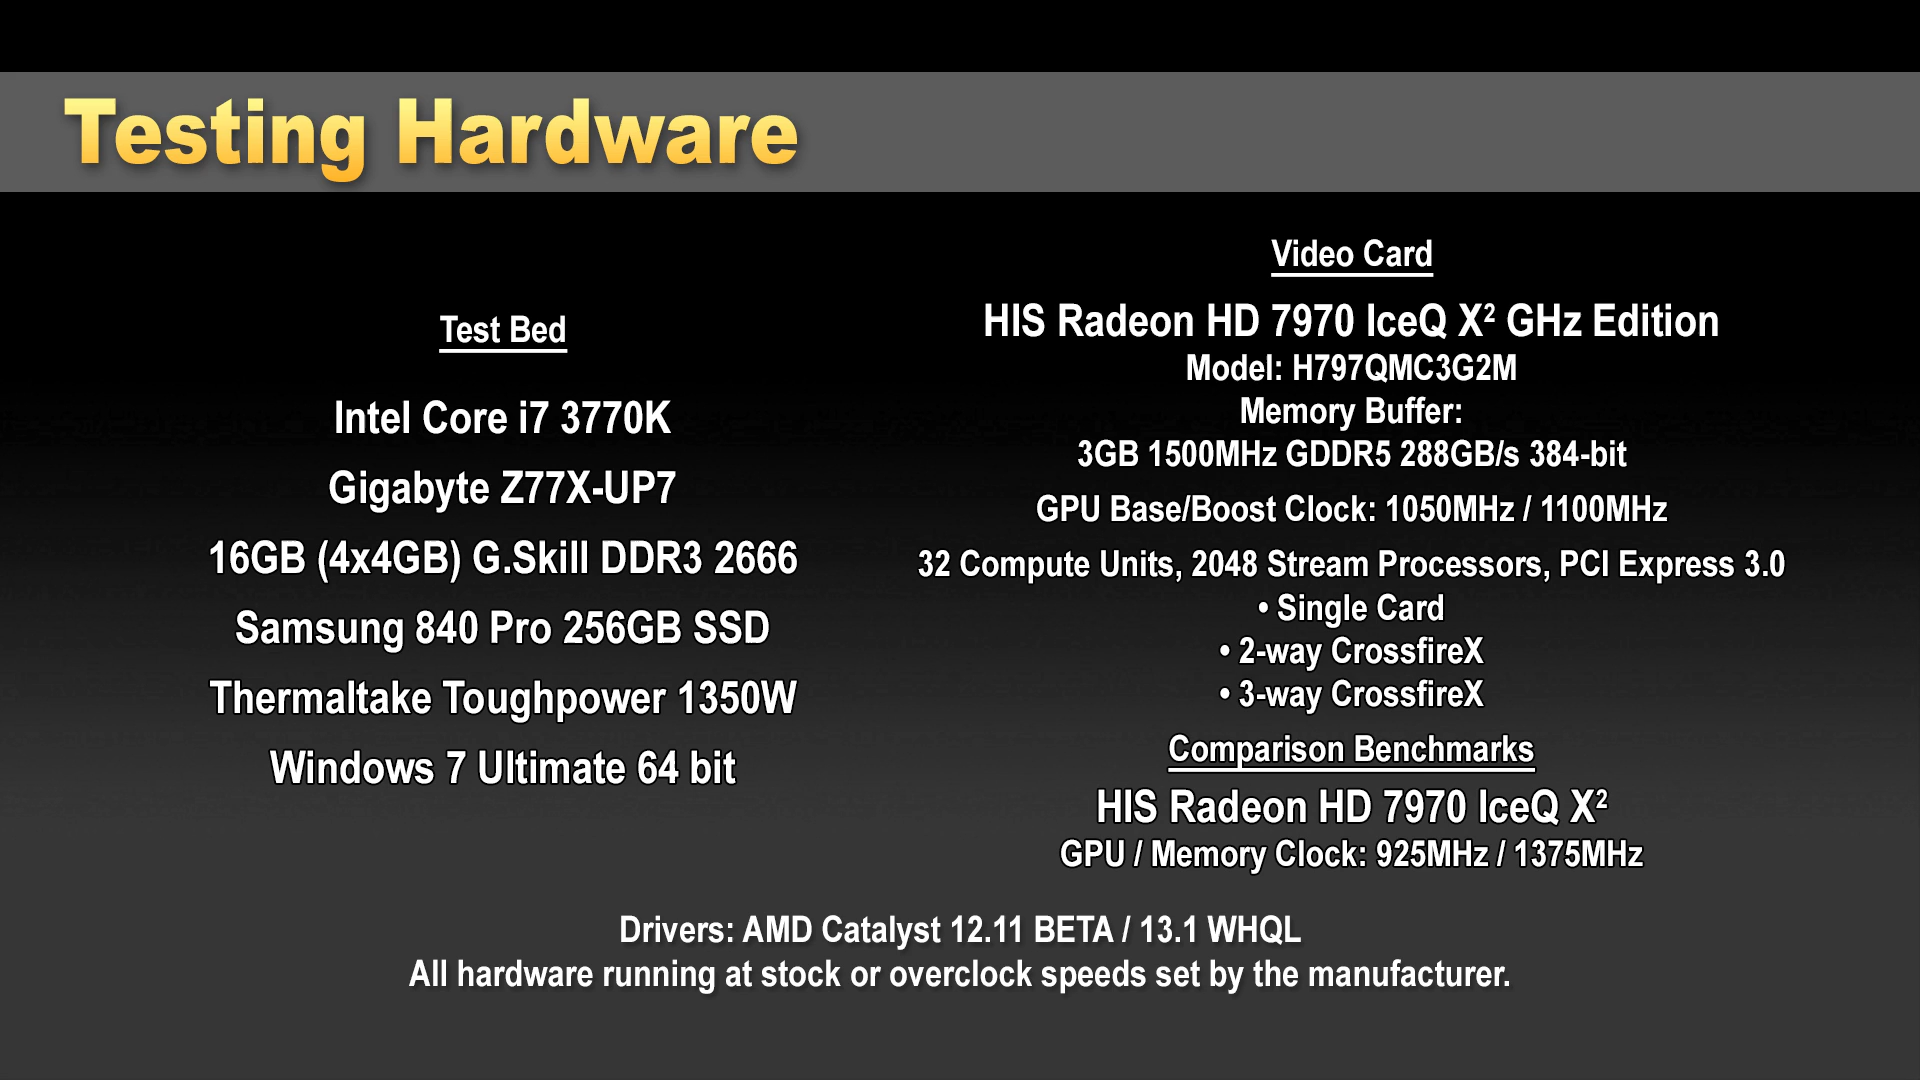 Testing Hardware
Test Bed
Intel Core i7 3770K
Gigabyte Z77X-UP7
16GB (4x4GB) G.Skill DDR3 2666
Samsung 840 Pro 256GB SSD
Thermaltake Toughpower 1350W
Windows 7 Ultimate 64 bit
Video Card
HIS Radeon HD 7970 IceQ X² GHz Edition
Model: H797QMC3G2M
Memory Buffer:
3GB 1500MHz GDDR5 288GB/s 384-bit
GPU Base/Boost Clock: 1050MHz / 1100MHz
32 Compute Units, 2048 Stream Processors, PCI Express 3.0
• Single Card
• 2-way CrossfireX
• 3-way CrossfireX
Comparison Benchmarks
HIS Radeon HD 7970 IceQ X²
GPU / Memory Clock: 925MHz / 1375MHz
Drivers: AMD Catalyst 12.11 BETA / 13.1 WHQL
All hardware running at stock or overclock speeds set by the manufacturer.